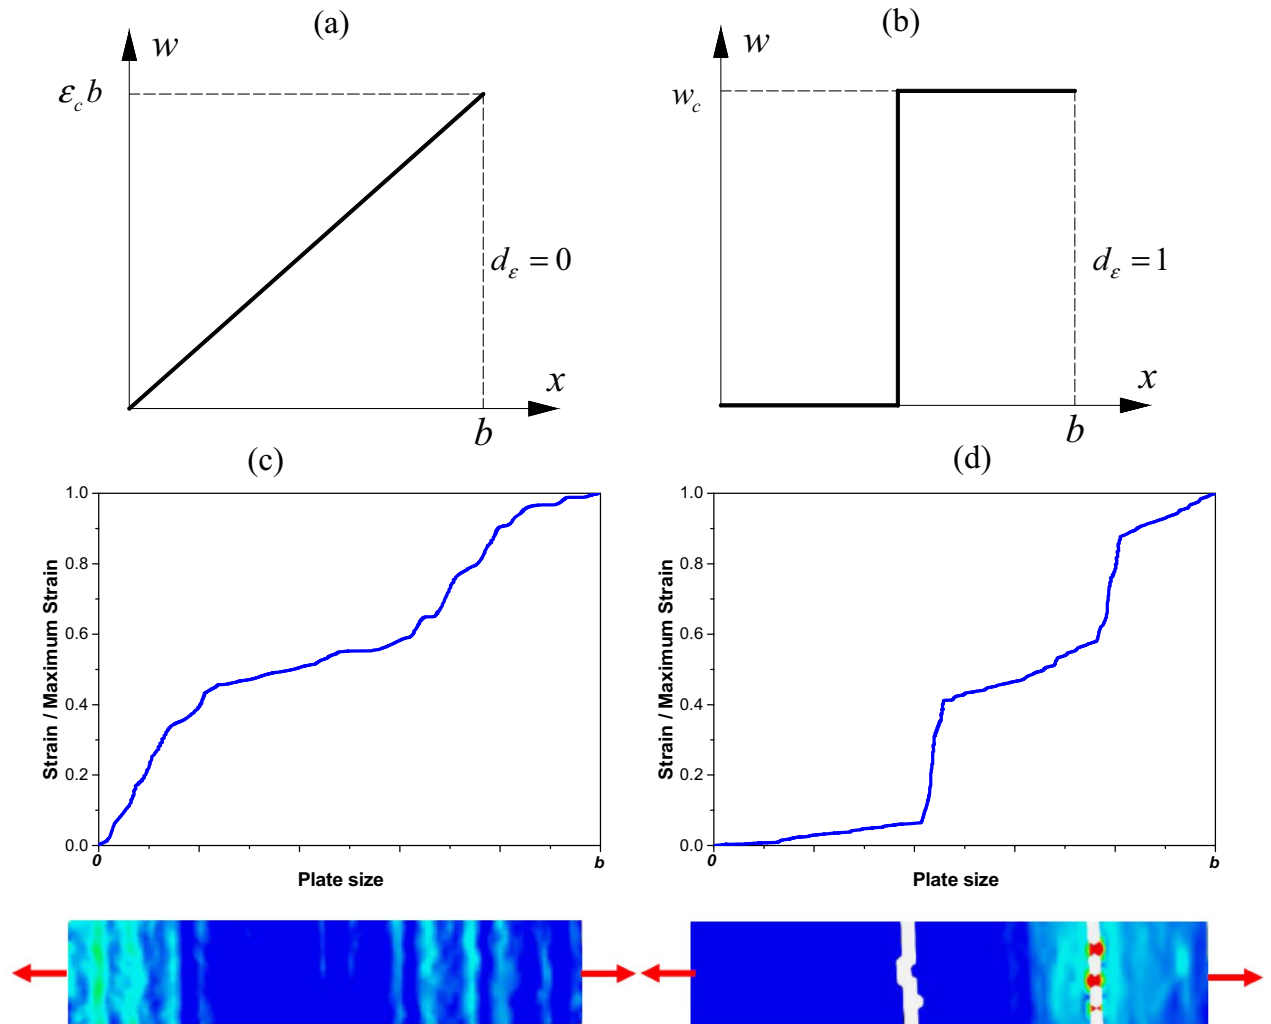 (a)
(b)
w
w
ε_c b
w_c
d_ε = 0
d_ε = 1
x
x
b
b
(c)
(d)
1.0
0.8
0.6
0.4
0.2
0.0
Strain / Maximum Strain
0
b
Plate size
1.0
0.8
0.6
0.4
0.2
0.0
Strain / Maximum Strain
0
b
Plate size